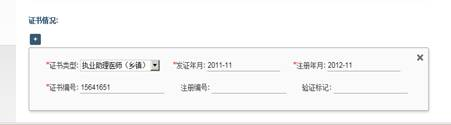 证书情况:
+
*证书类型: 执业助理医师（乡镇） *发证年月: 2011-11 *注册年月: 2012-11
*证书编号: 15641651 注册编号: 验证标记: